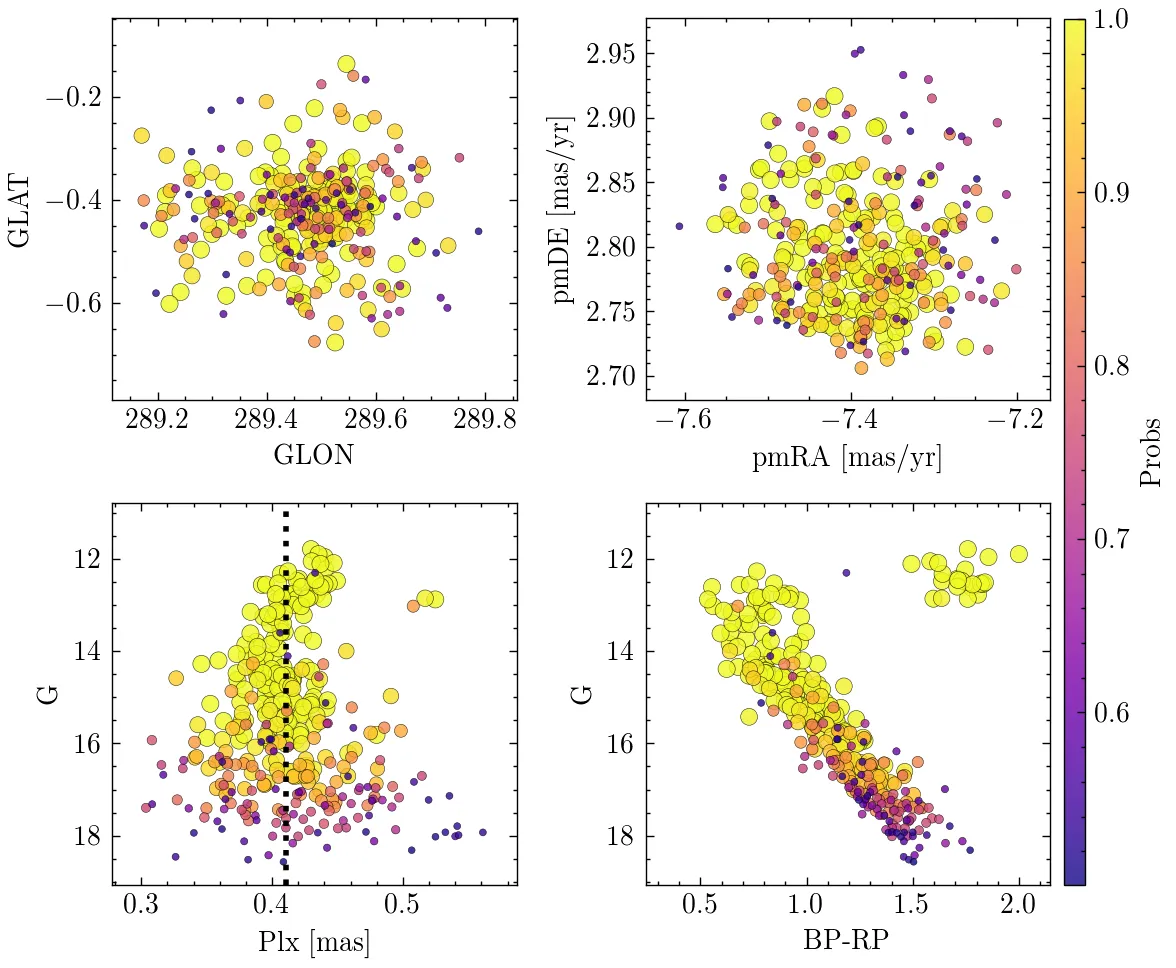 GLAT
−0.2
−0.4
−0.6
289.2 289.4 289.6 289.8
GLON
pmDE [mas/yr]
2.95
2.90
2.85
2.80
2.75
2.70
−7.6 −7.4 −7.2
pmRA [mas/yr]
G
12
14
16
18
0.3 0.4 0.5
Plx [mas]
G
12
14
16
18
0.5 1.0 1.5 2.0
BP-RP
1.0
0.9
0.8
0.7
0.6
Probs